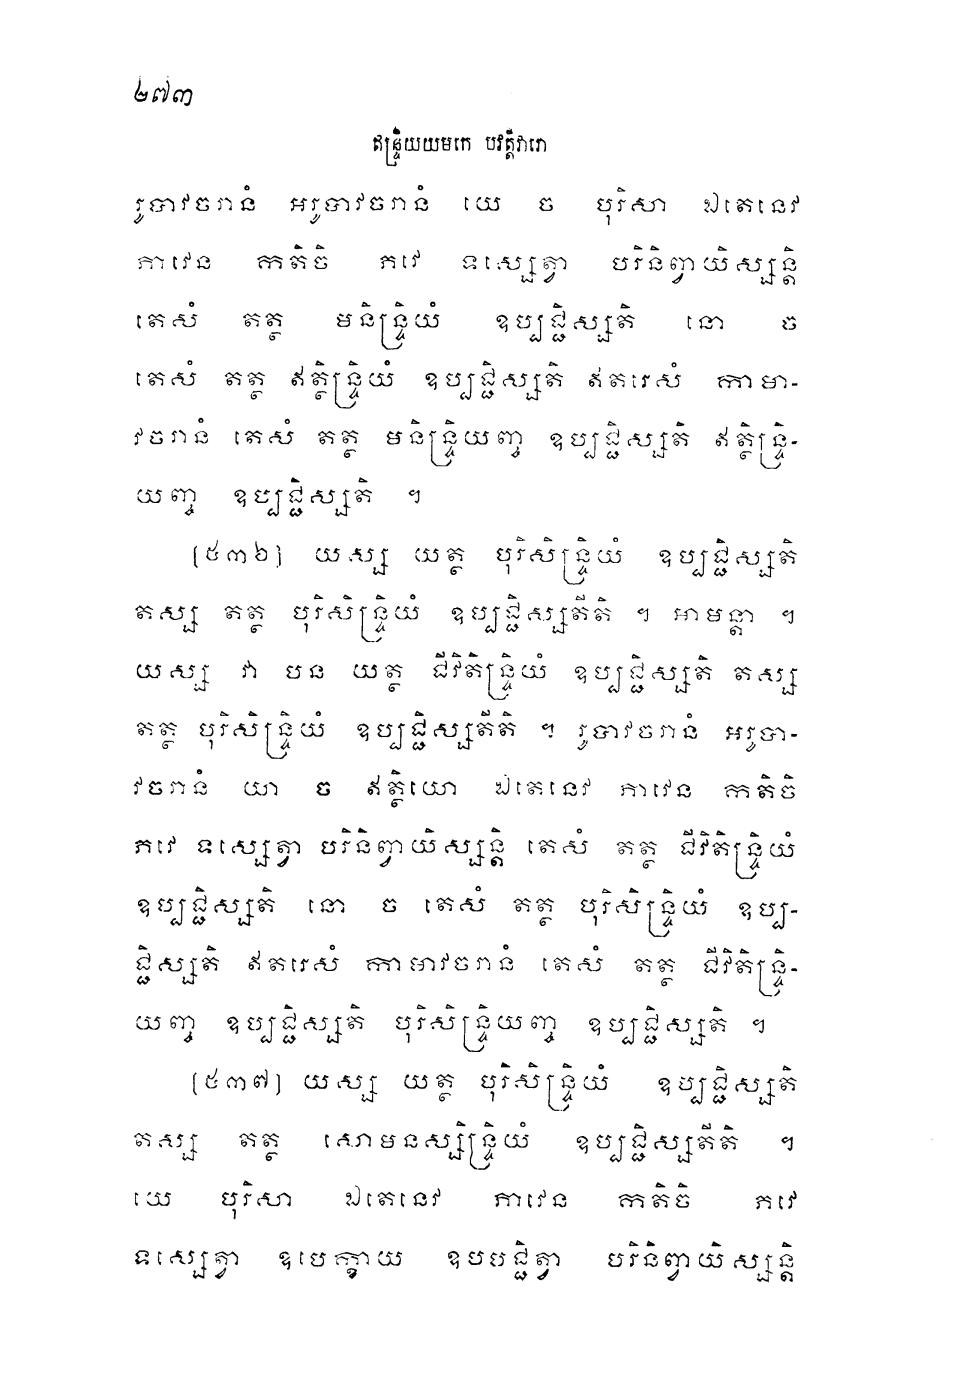 ២៧៣
ឥន្ទ្រិយយមកេ បវត្តិវារោ
រូបាវចរានំ អរូបាវចរានំ យេ ច បុរិសា ឯតេនេវ
ភាវេន កតិចិ ភវេ ទស្សេត្វា បរិនិព្វាយិស្សន្តិ
តេសំ តត្ថ មនិន្ទ្រិយំ ឧប្បជ្ជិស្សតិ នោ ច
តេសំ តត្ថ ឥត្ថិន្ទ្រិយំ ឧប្បជ្ជិស្សតិ ឥតរេសំ កាមា-
វចរានំ តេសំ តត្ថ មនិន្ទ្រិយញ្ច ឧប្បជ្ជិស្សតិ ឥត្ថិន្ទ្រិ-
យញ្ច ឧប្បជ្ជិស្សតិ ។
[៥៣៦] យស្ស យត្ថ បុរិសិន្ទ្រិយំ ឧប្បជ្ជិស្សតិ
តស្ស តត្ថ បុរិសិន្ទ្រិយំ ឧប្បជ្ជិស្សតីតិ ។ អាមន្តា ។
យស្ស វា បន យត្ថ ជីវិតិន្ទ្រិយំ ឧប្បជ្ជិស្សតិ តស្ស
តត្ថ បុរិសិន្ទ្រិយំ ឧប្បជ្ជិស្សតីតិ ។ រូបាវចរានំ អរូបា-
វចរានំ យា ច ឥត្ថិយោ ឯតេនេវ ភាវេន កតិចិ
ភវេ ទស្សេត្វា បរិនិព្វាយិស្សន្តិ តេសំ តត្ថ ជីវិតិន្ទ្រិយំ
ឧប្បជ្ជិស្សតិ នោ ច តេសំ តត្ថ បុរិសិន្ទ្រិយំ ឧប្ប-
ជ្ជិស្សតិ ឥតរេសំ កាមាវចរានំ តេសំ តត្ថ ជីវិតិន្ទ្រិ-
យញ្ច ឧប្បជ្ជិស្សតិ បុរិសិន្ទ្រិយញ្ច ឧប្បជ្ជិស្សតិ ។
[៥៣៧] យស្ស យត្ថ បុរិសិន្ទ្រិយំ ឧប្បជ្ជិស្សតិ
តស្ស តត្ថ សោមនស្សិន្ទ្រិយំ ឧប្បជ្ជិស្សតីតិ ។
យេ បុរិសា ឯតេនេវ ភាវេន កតិចិ ភវេ
ទស្សេត្វា ឧបេក្ខាយ ឧបបជ្ជិត្វា បរិនិព្វាយិស្សន្តិ